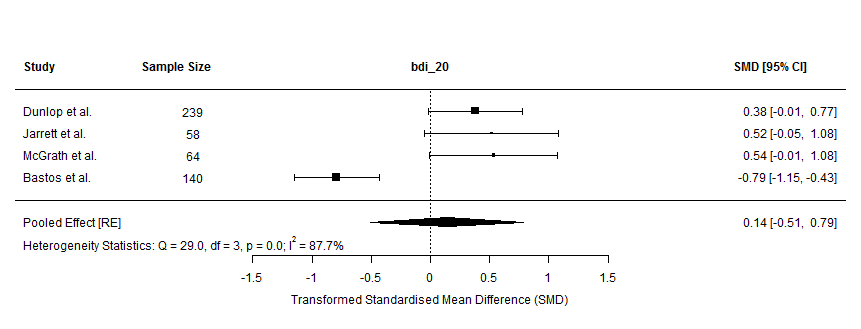 Study Sample Size bdi_20 SMD [95% CI]
Dunlop et al. 239 0.38 [-0.01, 0.77]
Jarrett et al. 58 0.52 [-0.05, 1.08]
McGrath et al. 64 0.54 [-0.01, 1.08]
Bastos et al. 140 -0.79 [-1.15, -0.43]
Pooled Effect [RE] 0.14 [-0.51, 0.79]
Heterogeneity Statistics: Q = 29.0, df = 3, p = 0.0; I² = 87.7%
-1.5 -1 -0.5 0 0.5 1 1.5
Transformed Standardised Mean Difference (SMD)